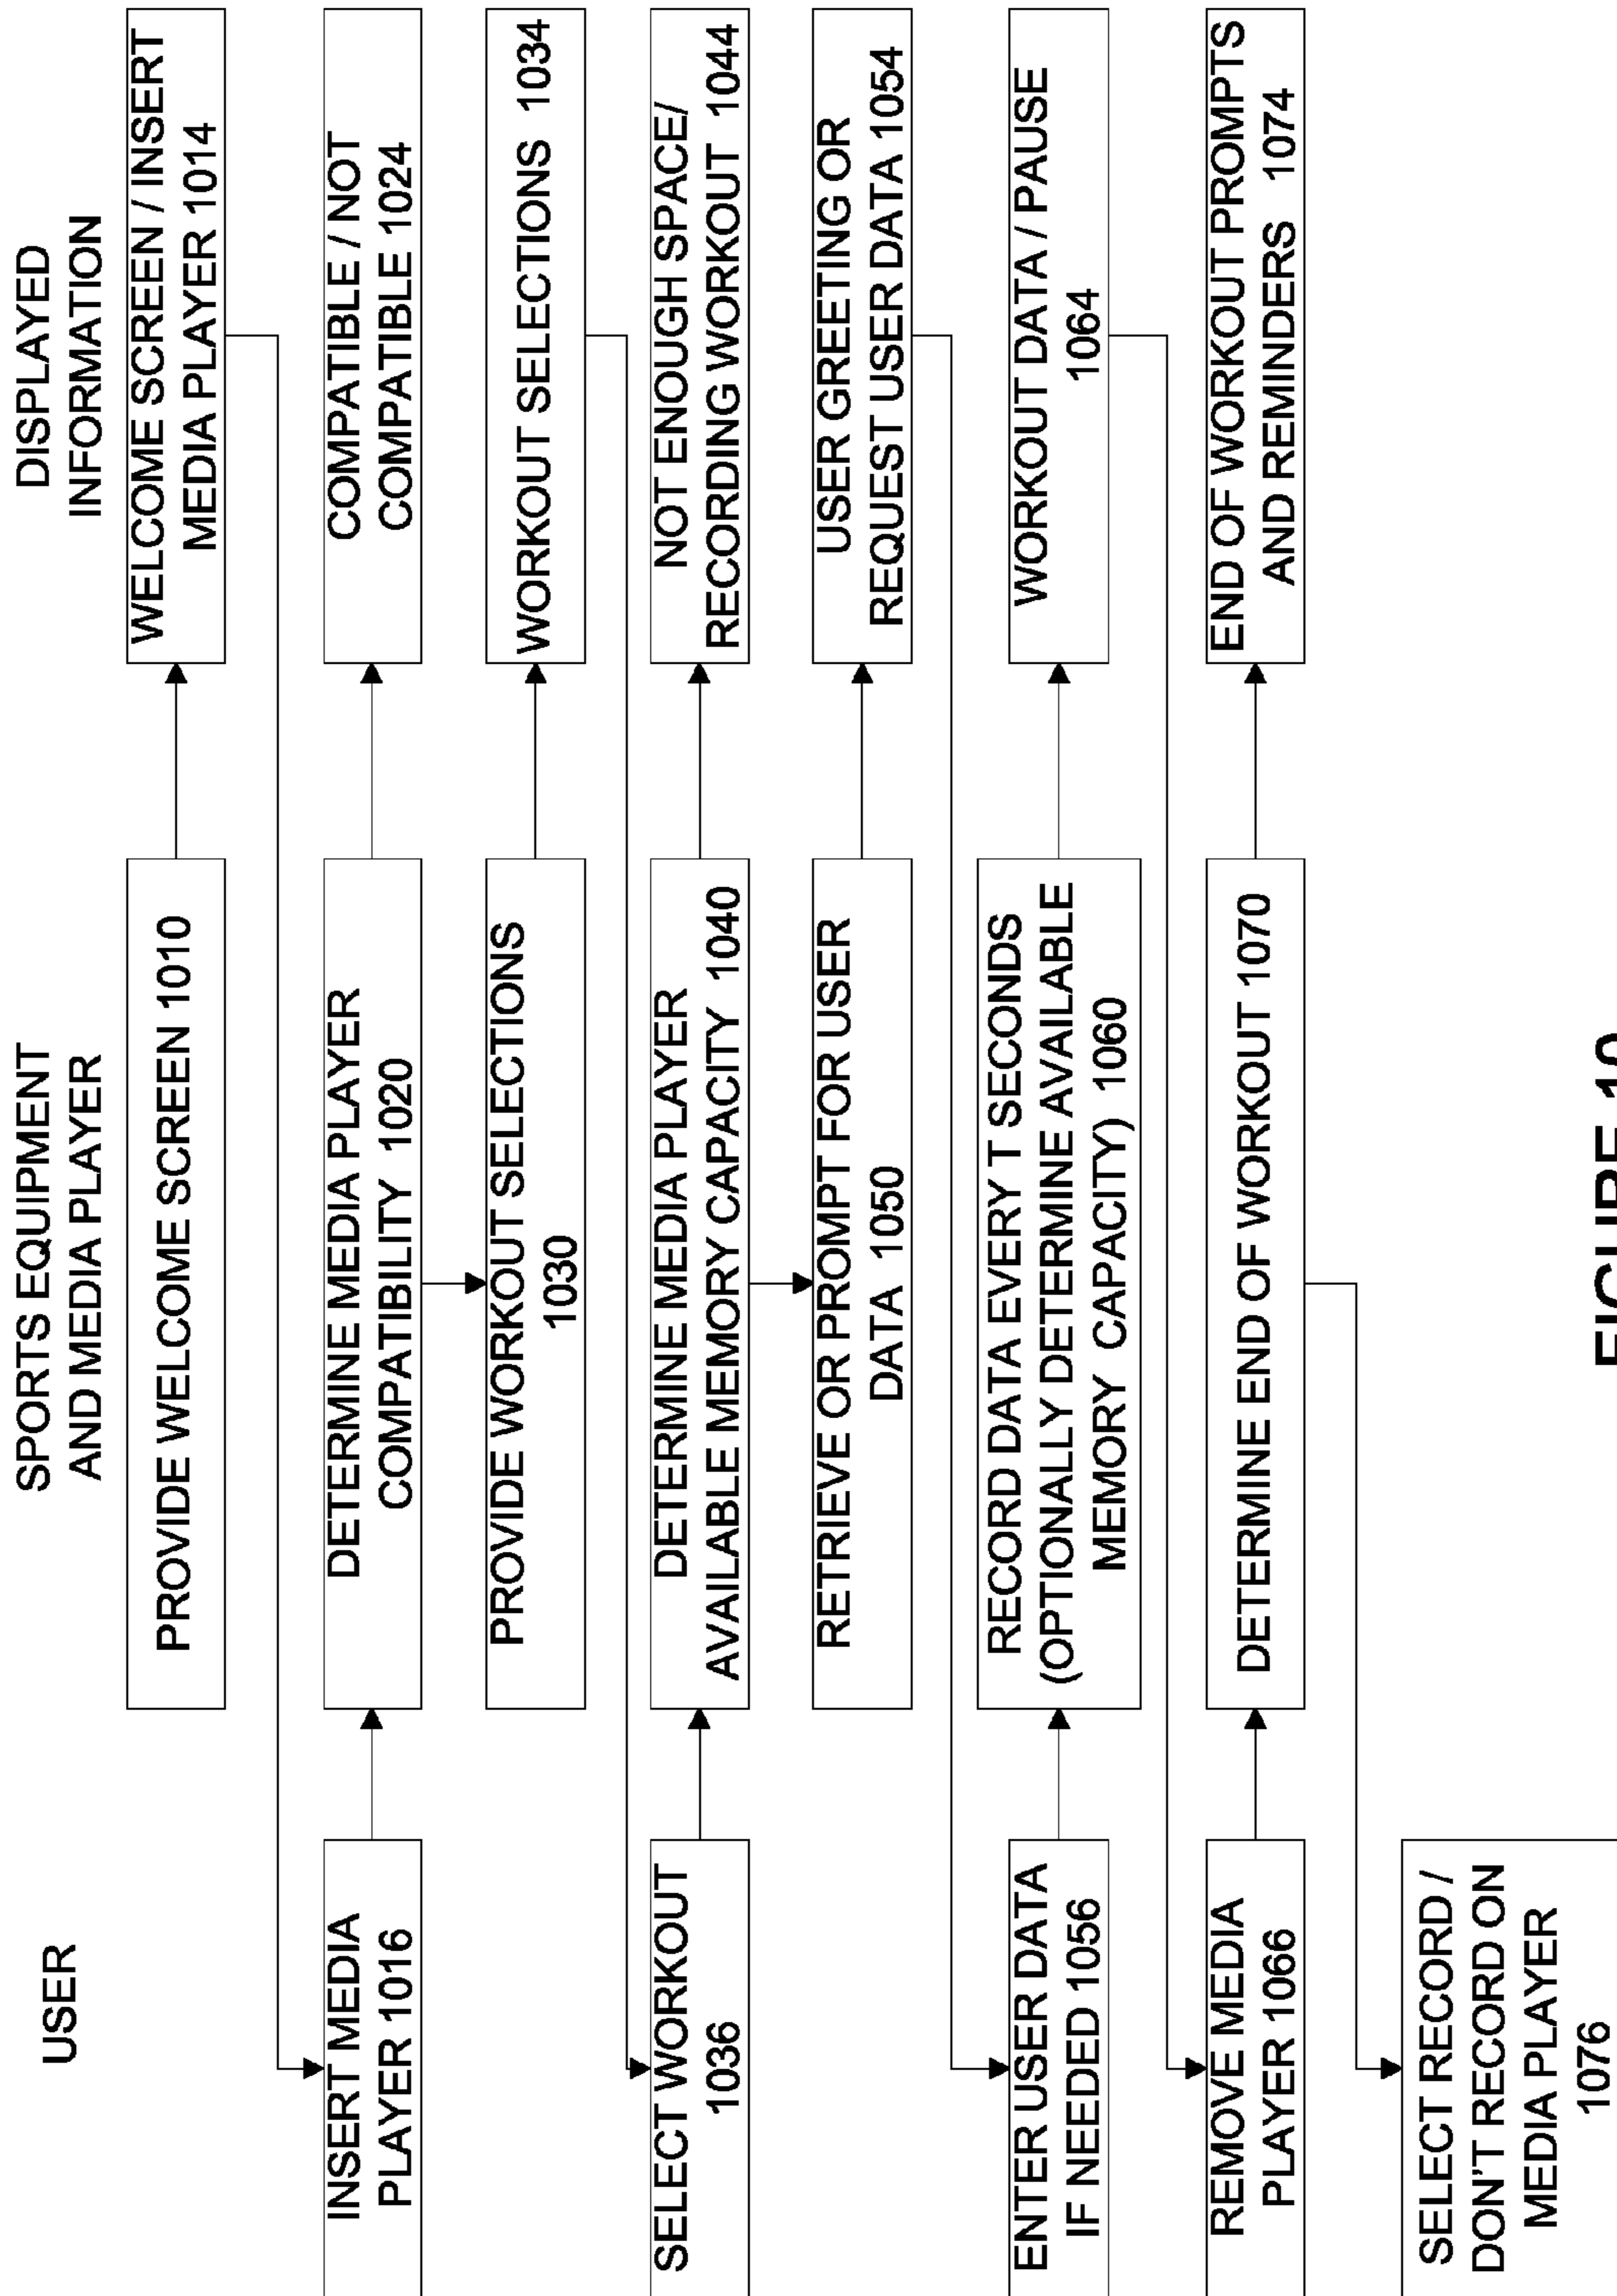 USER
SPORTS EQUIPMENT
AND MEDIA PLAYER
DISPLAYED
INFORMATION
PROVIDE WELCOME SCREEN 1010
WELCOME SCREEN / INSERT
MEDIA PLAYER 1014
INSERT MEDIA
PLAYER 1016
DETERMINE MEDIA PLAYER
COMPATIBILITY 1020
COMPATIBLE / NOT
COMPATIBLE 1024
PROVIDE WORKOUT SELECTIONS
1030
WORKOUT SELECTIONS 1034
SELECT WORKOUT
1036
DETERMINE MEDIA PLAYER
AVAILABLE MEMORY CAPACITY 1040
NOT ENOUGH SPACE/
RECORDING WORKOUT 1044
RETRIEVE OR PROMPT FOR USER
DATA 1050
USER GREETING OR
REQUEST USER DATA 1054
ENTER USER DATA
IF NEEDED 1056
RECORD DATA EVERY T SECONDS
(OPTIONALLY DETERMINE AVAILABLE
MEMORY CAPACITY) 1060
WORKOUT DATA / PAUSE
1064
REMOVE MEDIA
PLAYER 1066
DETERMINE END OF WORKOUT 1070
END OF WORKOUT PROMPTS
AND REMINDERS 1074
SELECT RECORD /
DON'T RECORD ON
MEDIA PLAYER
1076
FIGURE 10